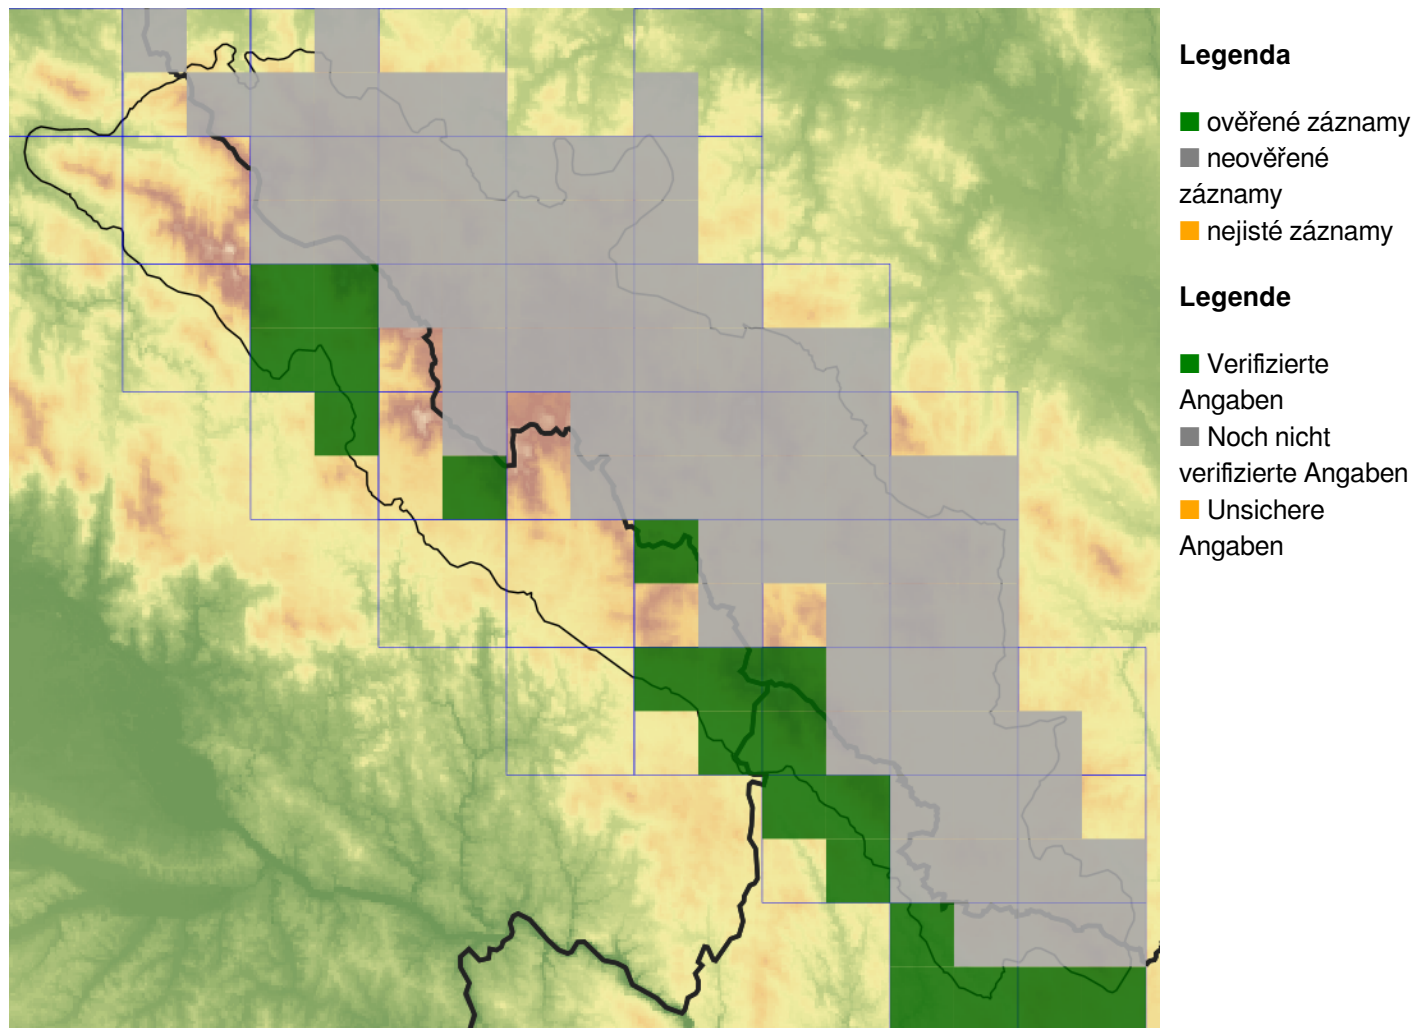 Legenda
ověřené záznamy
neověřené
záznamy
nejisté záznamy
Legende
Verifizierte
Angaben
Noch nicht
verifizierte Angaben
Unsichere
Angaben